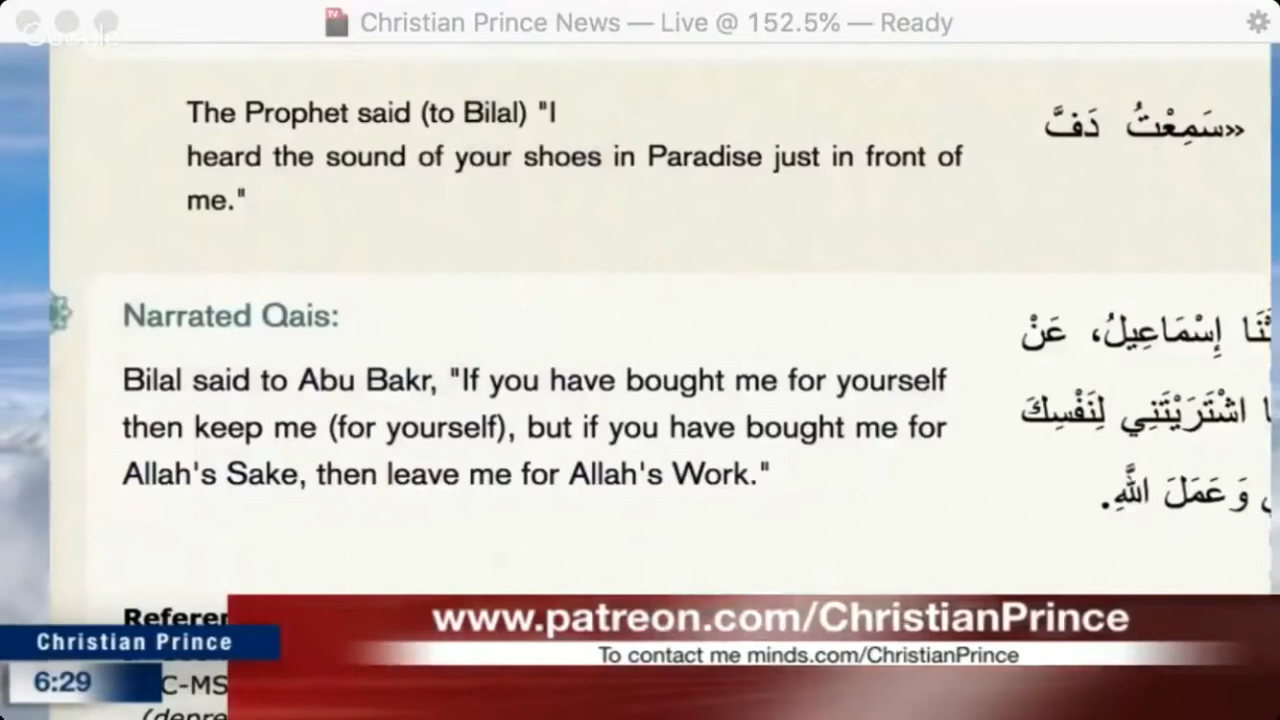 Christian Prince News — Live @ 152.5% — Ready
Google
The Prophet said (to Bilal) "I
heard the sound of your shoes in Paradise just in front of
me."
«سَمِعْتُ دَفَّ
Narrated Qais:
Bilal said to Abu Bakr, "If you have bought me for yourself
then keep me (for yourself), but if you have bought me for
Allah's Sake, then leave me for Allah's Work."
إِسْمَاعِيلُ، عَنْ
اشْتَرَيْتَنِي لِنَفْسِكَ
وَعَمَلَ اللَّهِ.
Refere
www.patreon.com/ChristianPrince
Christian Prince
To contact me minds.com/ChristianPrince
6:29
C-MS
(depre